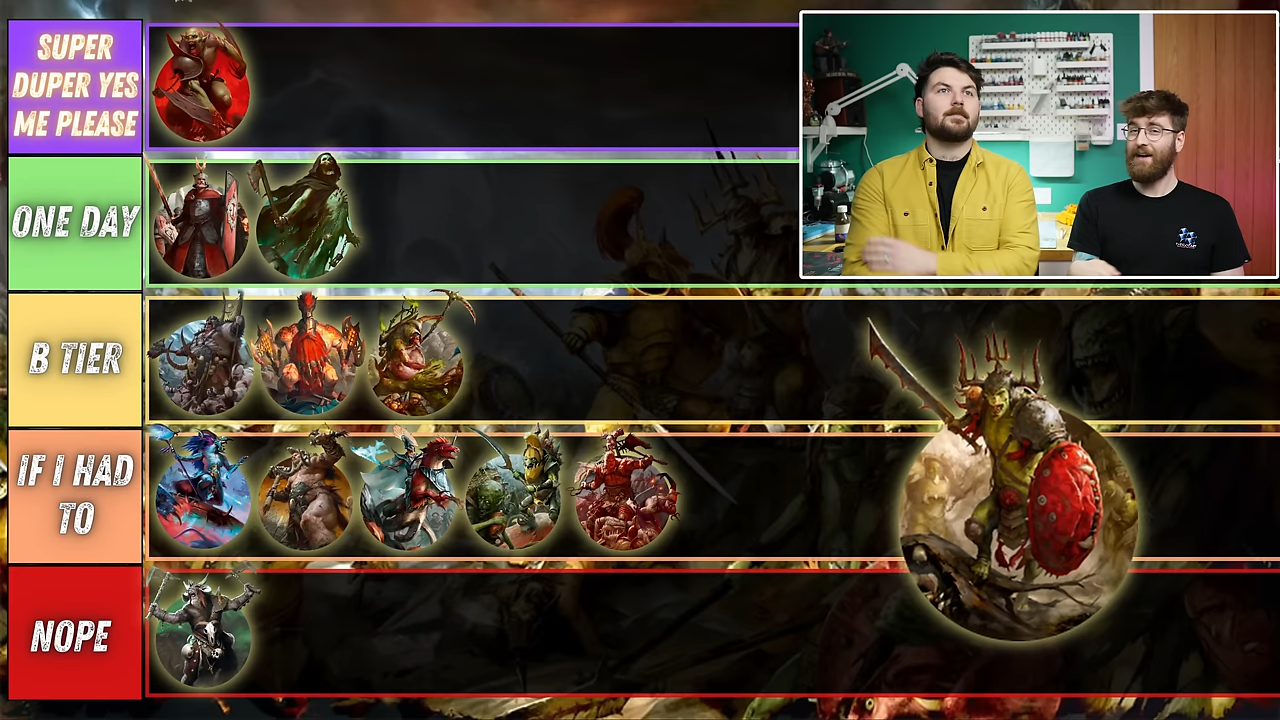 SUPER
DUPER YES
ME PLEASE
ONE DAY
B TIER
IF I HAD
TO
NOPE